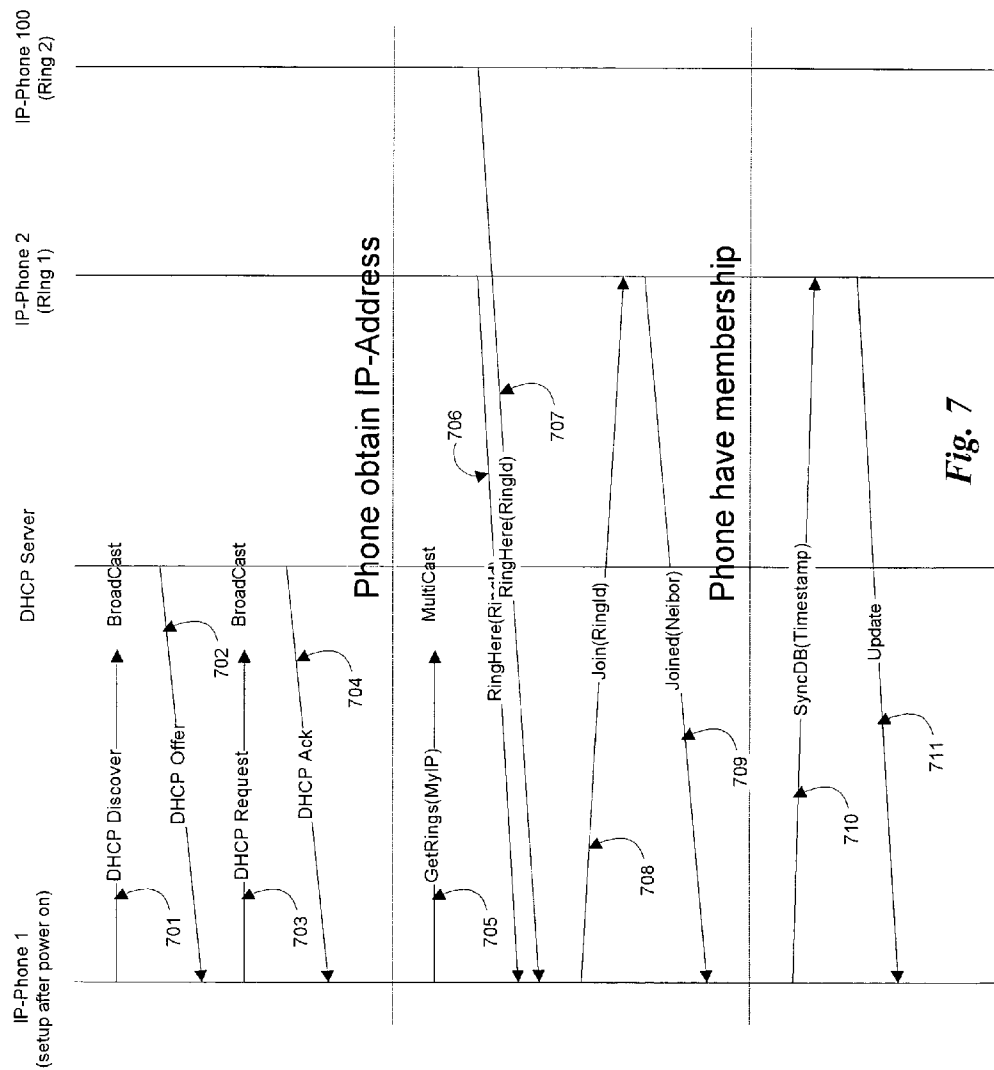 IP-Phone 1
(setup after power on)
DHCP Server
IP-Phone 2
(RIng 1)
IP-Phone 100
(Ring 2)
DHCP Discover
BroadCast
701
DHCP Offer
702
DHCP Request
BroadCast
703
DHCP Ack
704
Phone obtain IP-Address
GetRings(MyIP)
MultiCast
705
706
RingHere(
RingHere(RingId)
707
Join(RingId)
708
Joined(Neibor)
709
Phone have membership
SyncDB(Timestamp)
710
Update
711
Fig. 7